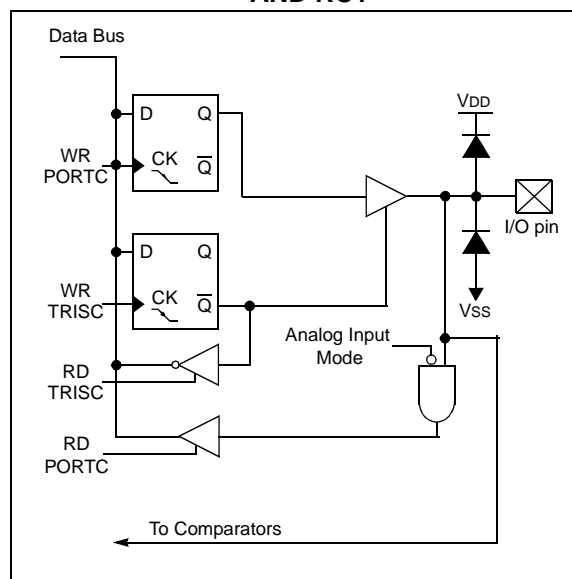 AND RC7
Data Bus
D Q
WR
PORTC
CK Q
VDD
I/O pin
D Q
WR
TRISC
CK Q
VSS
Analog Input
Mode
RD
TRISC
RD
PORTC
To Comparators